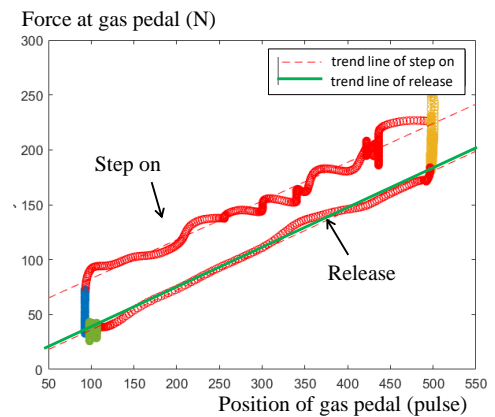 Force at gas pedal (N)
300
250
200
150
100
50
0
trend line of step on
trend line of release
Step on
Release
50 100 150 200 250 300 350 400 450 500 550
Position of gas pedal (pulse)